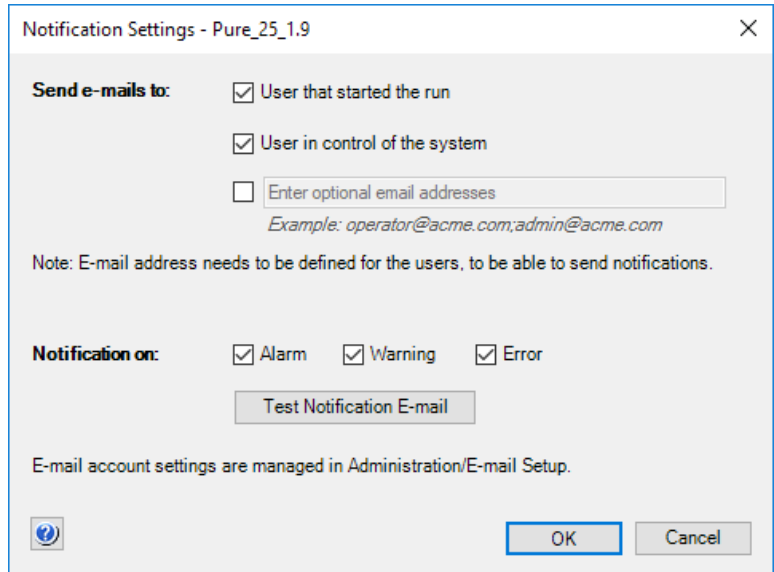 Notification Settings - Pure_25_1.9
Send e-mails to: User that started the run
User in control of the system
Enter optional email addresses
Example: operator@acme.com;admin@acme.com
Note: E-mail address needs to be defined for the users, to be able to send notifications.
Notification on: Alarm Warning Error
Test Notification E-mail
E-mail account settings are managed in Administration/E-mail Setup.
OK Cancel